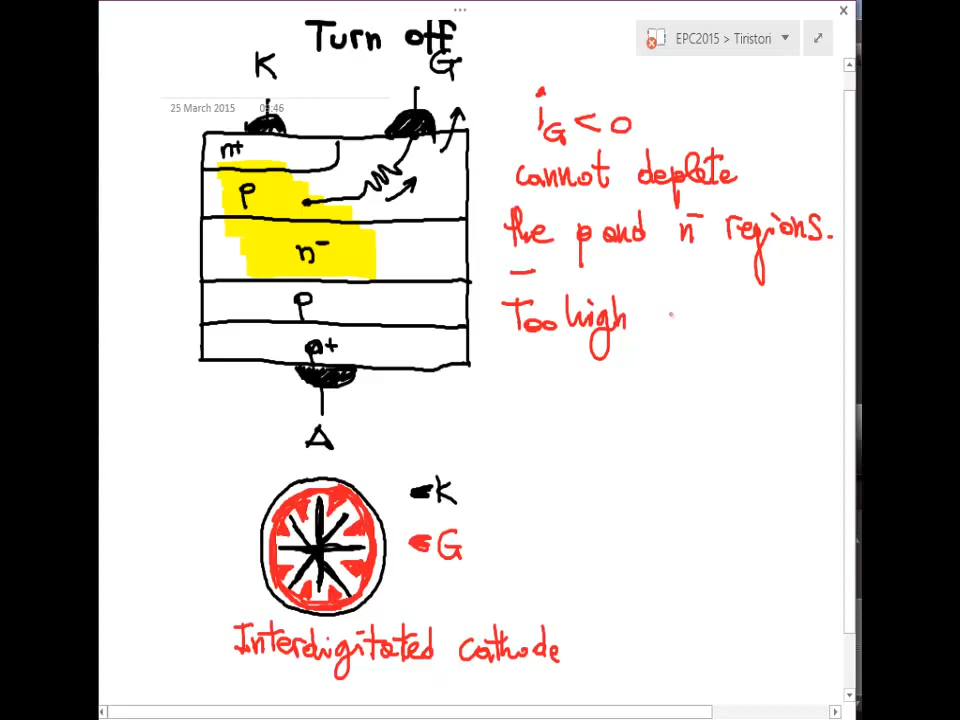 Turn off
EPC2015 > Tiristori
K
G
25 March 2015
iG < 0
cannot deplete
the p and n- regions.
Too high
n+
p
n-
p
p+
A
K
G
Interdigitated cathode